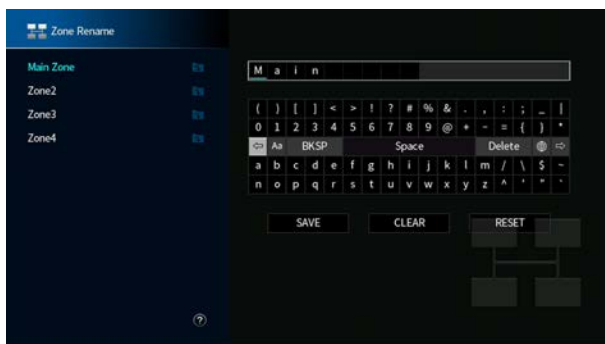 Zone Rename
Main Zone
Zone2
Zone3
Zone4
?
Main
( ) [ ] < > ! ? # % & . , : ; _ |
0 1 2 3 4 5 6 7 8 9 @ + - = { } *
⇦ Aa BKSP Space Delete ⇨
a b c d e f g h i j k l m / \ $ ~
n o p q r s t u v w x y z ^ ' " `
SAVE CLEAR RESET